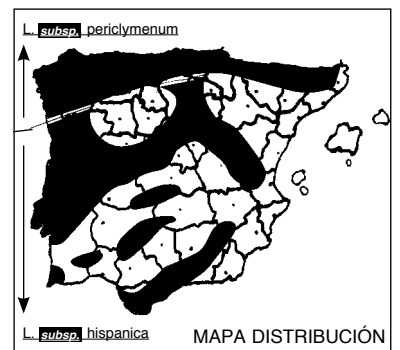 L. subsp. periclymenum
L. subsp. hispanica
MAPA DISTRIBUCIÓN